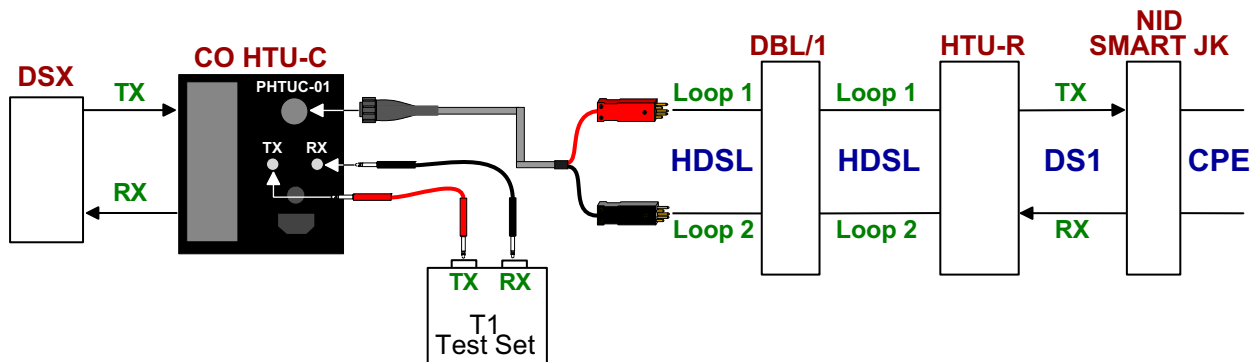 DSX
TX
RX
CO HTU-C
PHTUC-01
TX
RX
TX
RX
T1
Test Set
Loop 1
HDSL
Loop 2
DBL/1
Loop 1
HDSL
Loop 2
HTU-R
TX
DS1
RX
NID
SMART JK
CPE